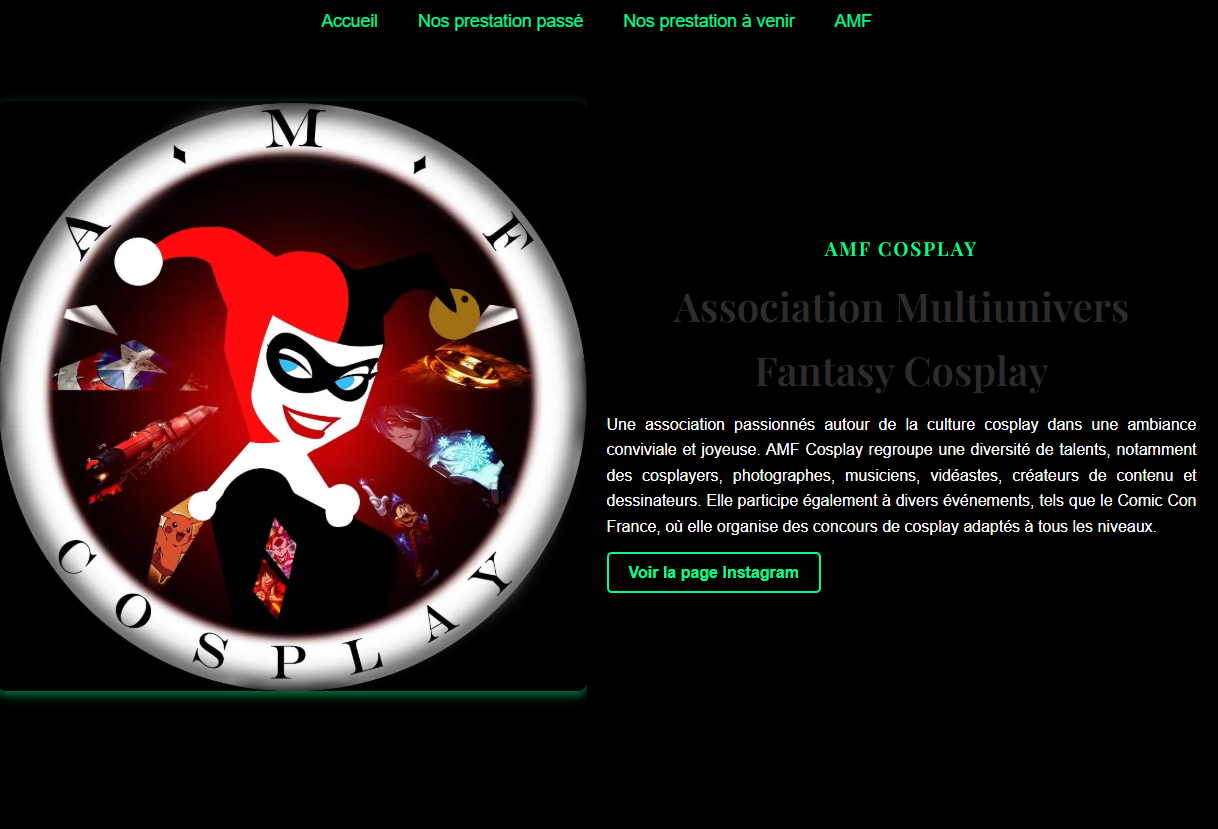 Accueil Nos prestation passé Nos prestation à venir AMF
A ♦ M ♦ F
COSPLAY
AMF COSPLAY
Association Multiunivers
Fantasy Cosplay
Une association passionnés autour de la culture cosplay dans une ambiance
conviviale et joyeuse. AMF Cosplay regroupe une diversité de talents, notamment
des cosplayers, photographes, musiciens, vidéastes, créateurs de contenu et
dessinateurs. Elle participe également à divers événements, tels que le Comic Con
France, où elle organise des concours de cosplay adaptés à tous les niveaux.
Voir la page Instagram